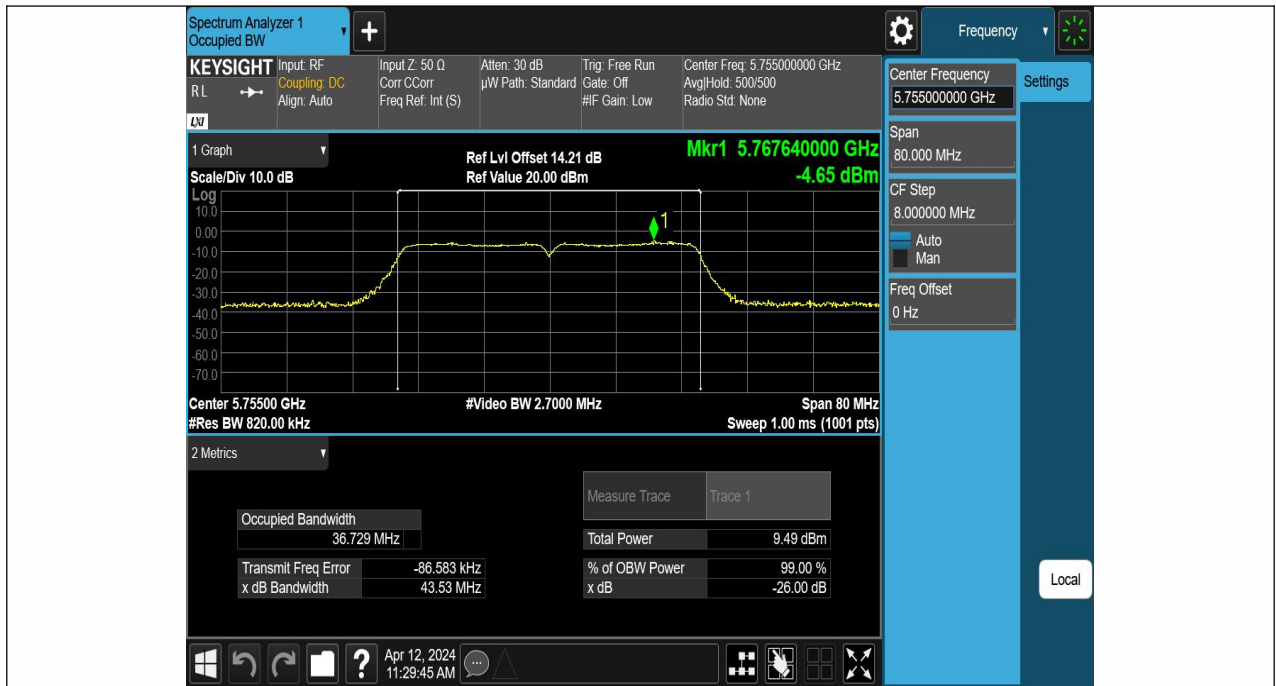 Spectrum Analyzer 1
Occupied BW
Frequency
KEYSIGHT
RL
LXI
Input: RF
Coupling: DC
Align: Auto
Input Z: 50 Ω
Corr CCorr
Freq Ref: Int (S)
Atten: 30 dB
µW Path: Standard
Trig: Free Run
Gate: Off
#IF Gain: Low
Center Freq: 5.755000000 GHz
Avg|Hold: 500/500
Radio Std: None
Center Frequency
5.755000000 GHz
Settings
Span
80.000 MHz
CF Step
8.000000 MHz
Auto
Man
Freq Offset
0 Hz
Local
1 Graph
Scale/Div 10.0 dB
Ref Lvl Offset 14.21 dB
Ref Value 20.00 dBm
Mkr1 5.767640000 GHz
-4.65 dBm
Log
10.0
0.00
-10.0
-20.0
-30.0
-40.0
-50.0
-60.0
-70.0
1
Center 5.75500 GHz
#Res BW 820.00 kHz
#Video BW 2.7000 MHz
Span 80 MHz
Sweep 1.00 ms (1001 pts)
2 Metrics
Measure Trace Trace 1
Occupied Bandwidth
36.729 MHz
Total Power 9.49 dBm
Transmit Freq Error -86.583 kHz
% of OBW Power 99.00 %
x dB Bandwidth 43.53 MHz
x dB -26.00 dB
?
Apr 12, 2024
11:29:45 AM